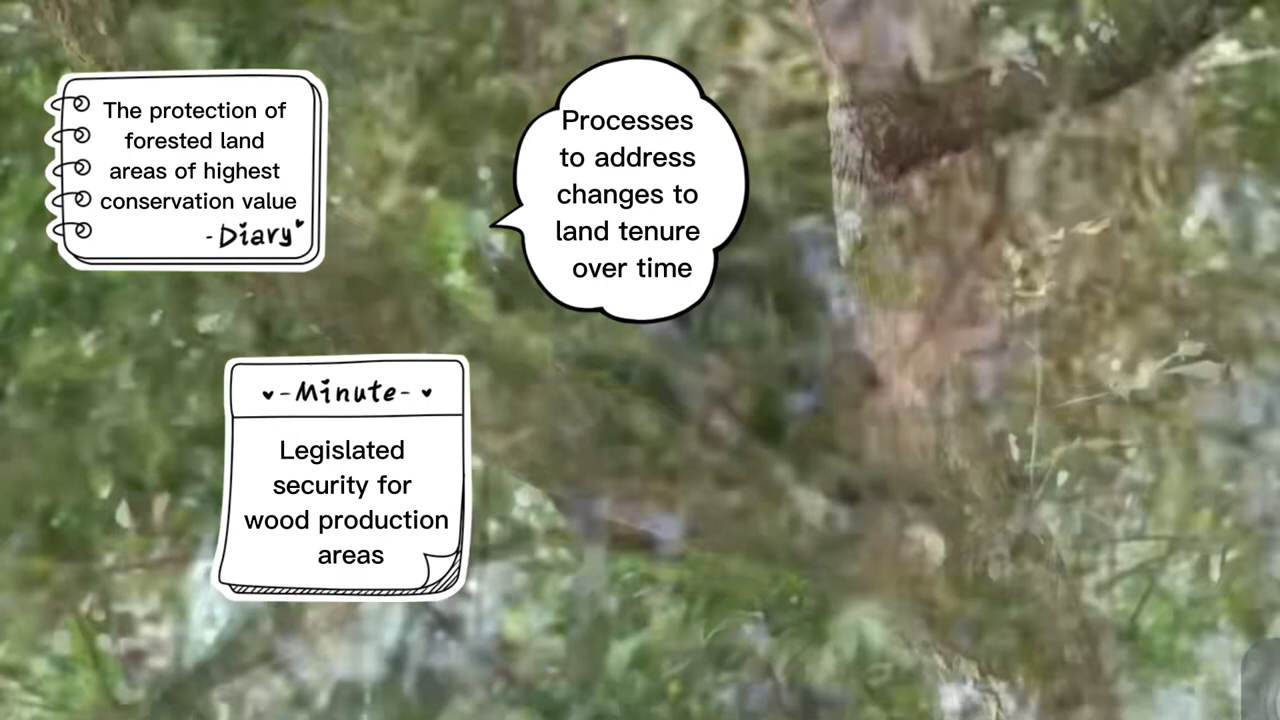 The protection of
forested land
areas of highest
conservation value
-Diary
Processes
to address
changes to
land tenure
over time
-Minute-
Legislated
security for
wood production
areas